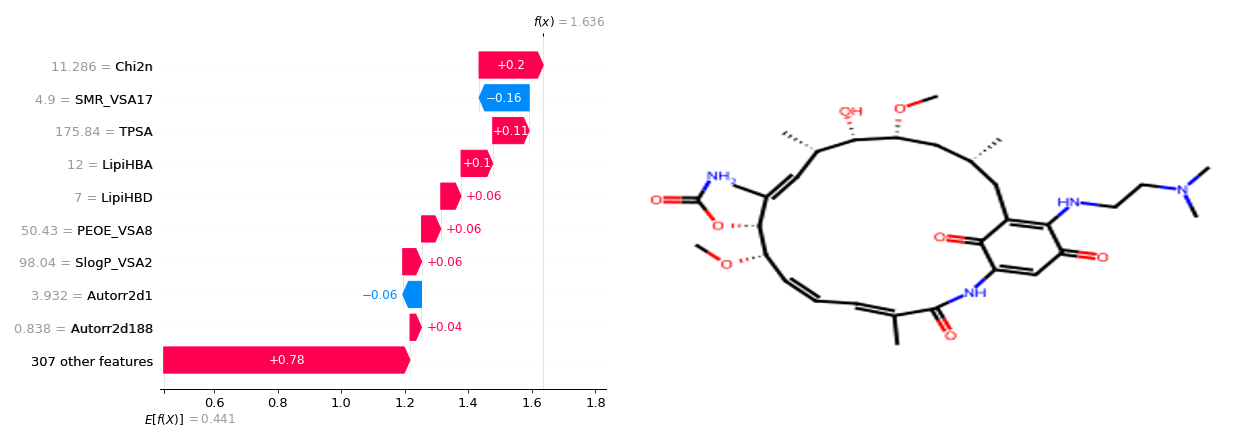 f(x) = 1.636
11.286 = Chi2n
+0.2
4.9 = SMR_VSA17
−0.16
175.84 = TPSA
+0.11
12 = LipiHBA
+0.1
7 = LipiHBD
+0.06
50.43 = PEOE_VSA8
+0.06
98.04 = SlogP_VSA2
+0.06
3.932 = Autorr2d1
−0.06
0.838 = Autorr2d188
+0.04
307 other features
+0.78
0.6 0.8 1.0 1.2 1.4 1.6 1.8
E[f(X)] = 0.441
OH
O
NH2
O
O
O
HN
N
O
O
NH
O